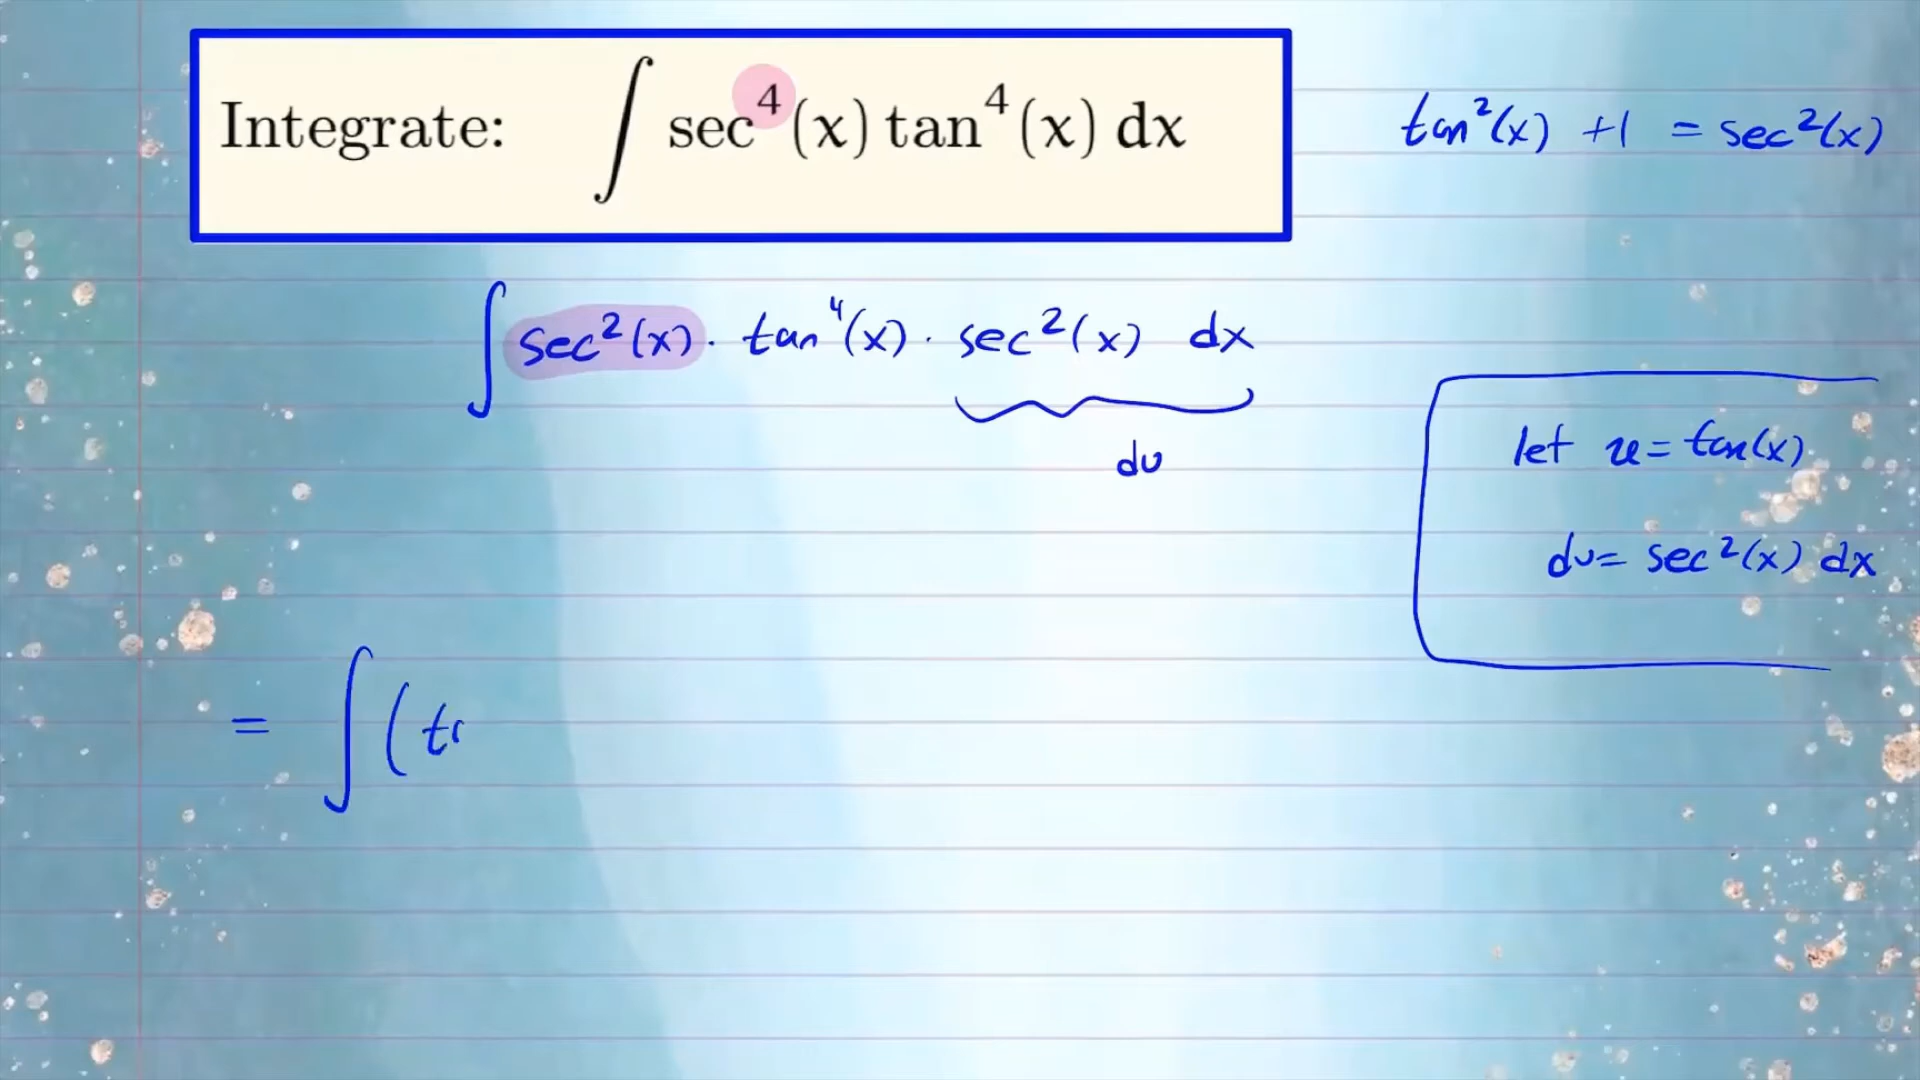 Integrate: ∫ sec⁴(x) tan⁴(x) dx
tan²(x) +1 = sec²(x)
∫ sec²(x) · tan⁴(x) · sec²(x) dx
du
let u = tan(x)
du = sec²(x) dx
= ∫ (t